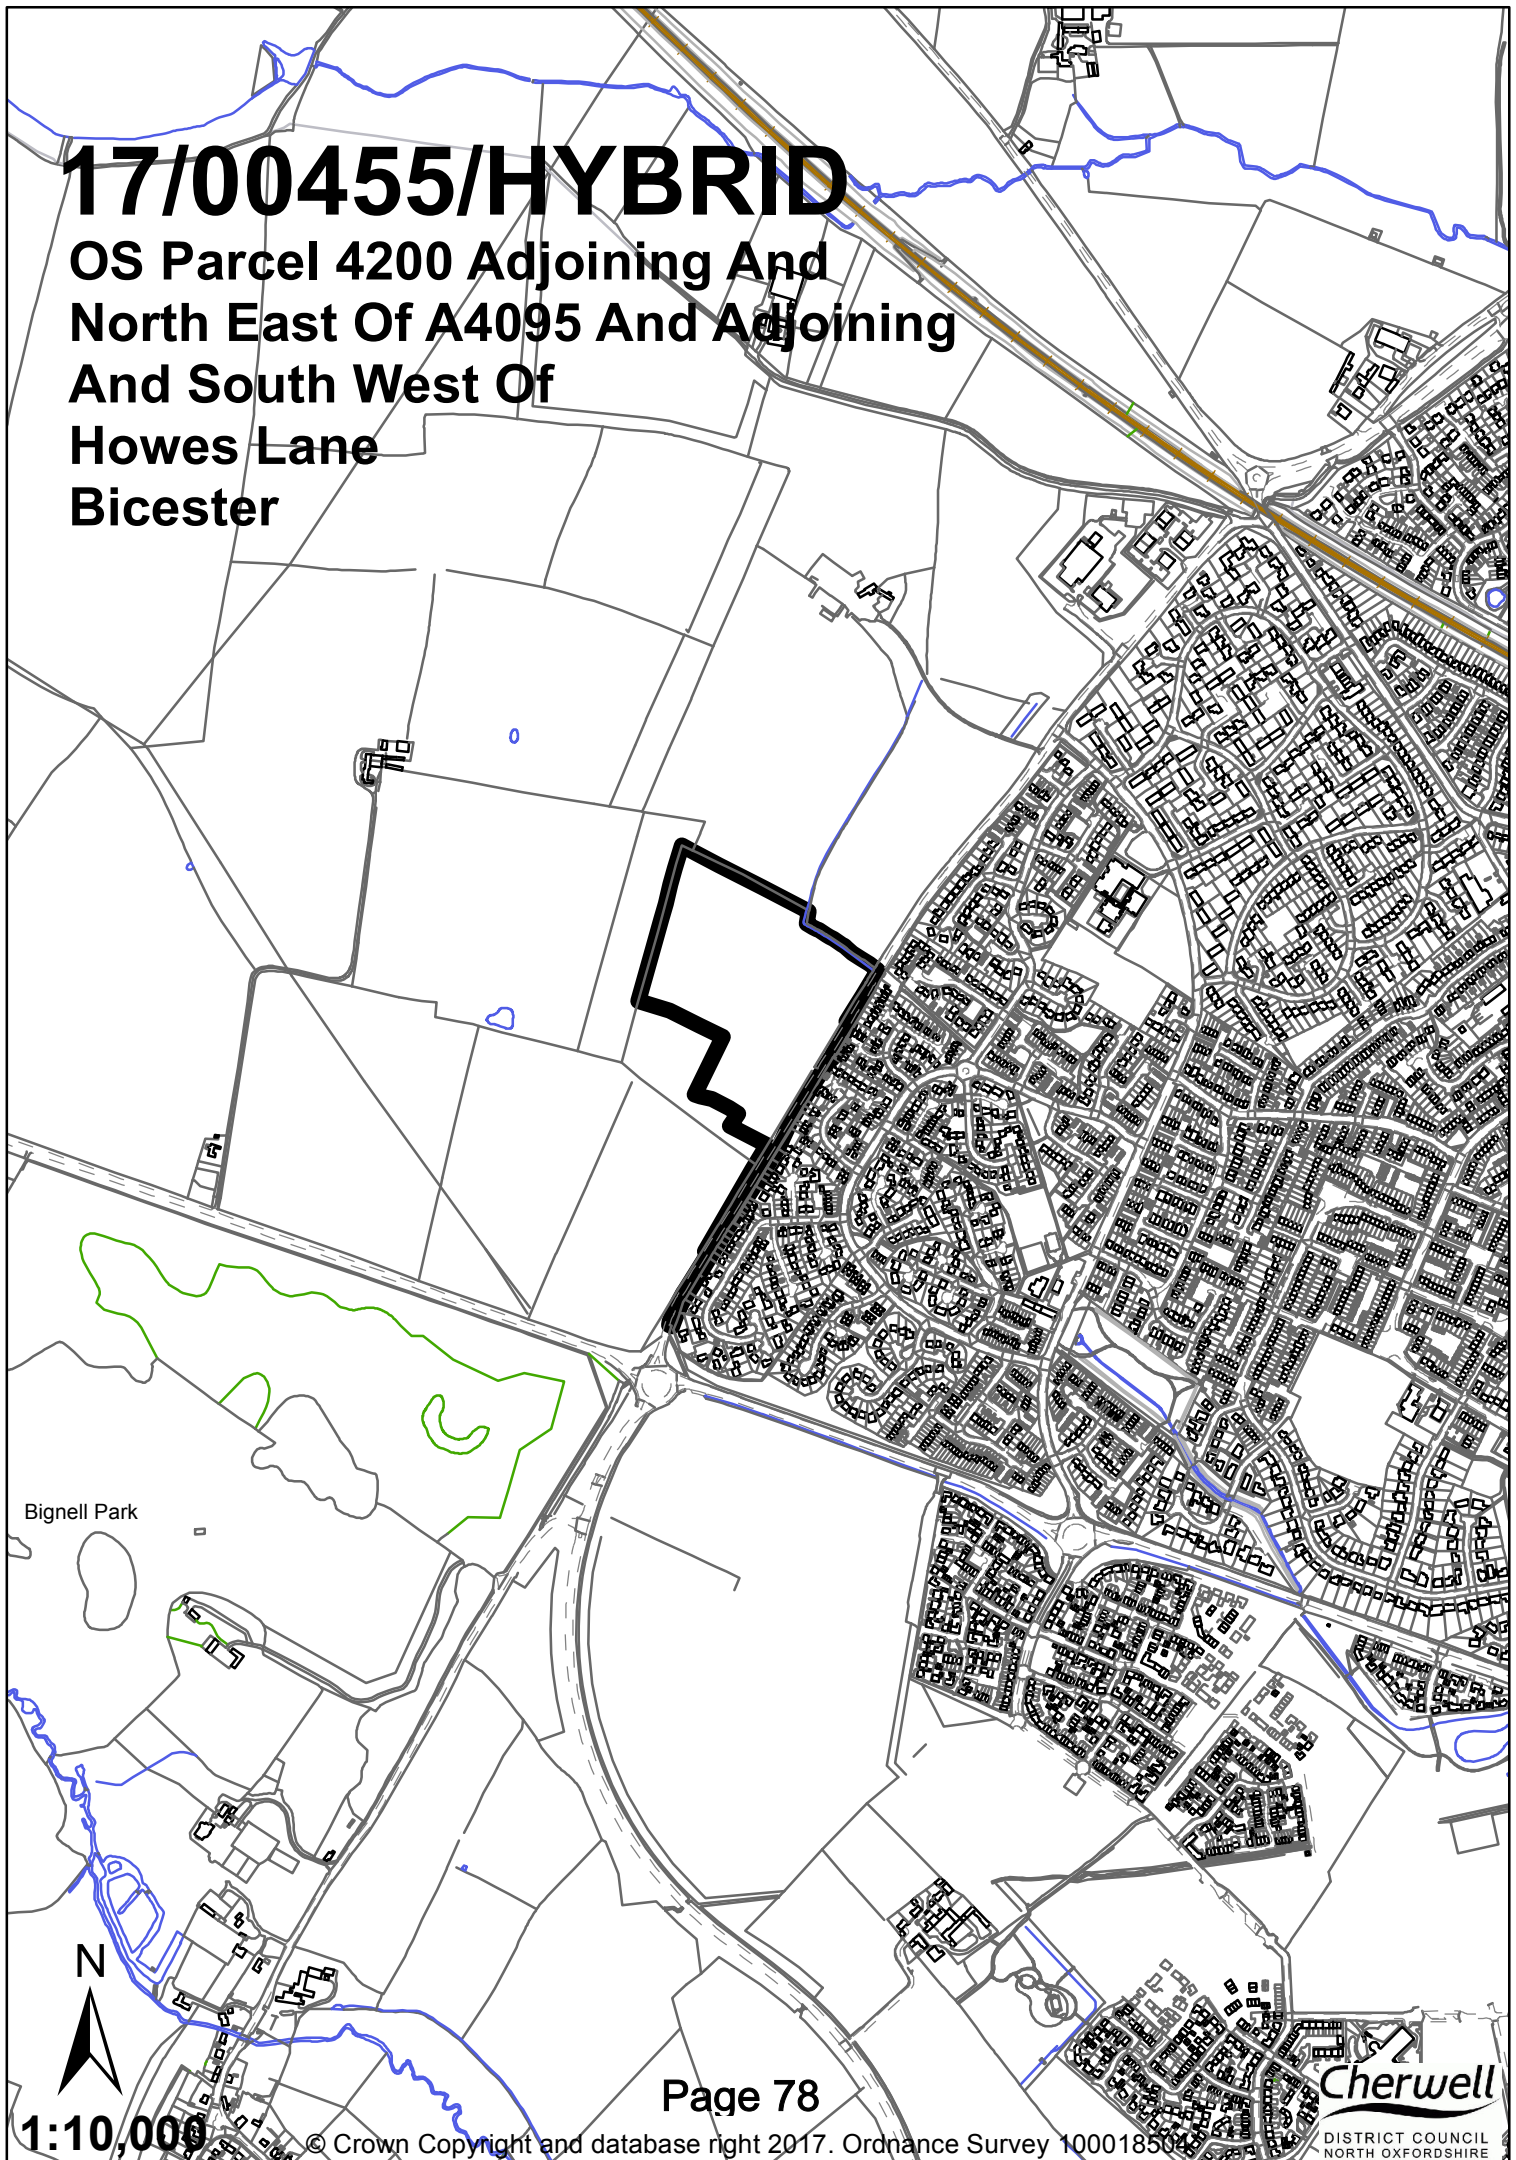 17/00455/HYBRID
OS Parcel 4200 Adjoining And
North East Of A4095 And Adjoining
And South West Of
Howes Lane
Bicester
Bignell Park
N
Page 78
1:10,000
© Crown Copyright and database right 2017. Ordnance Survey
Cherwell
DISTRICT COUNCIL
NORTH OXFORDSHIRE